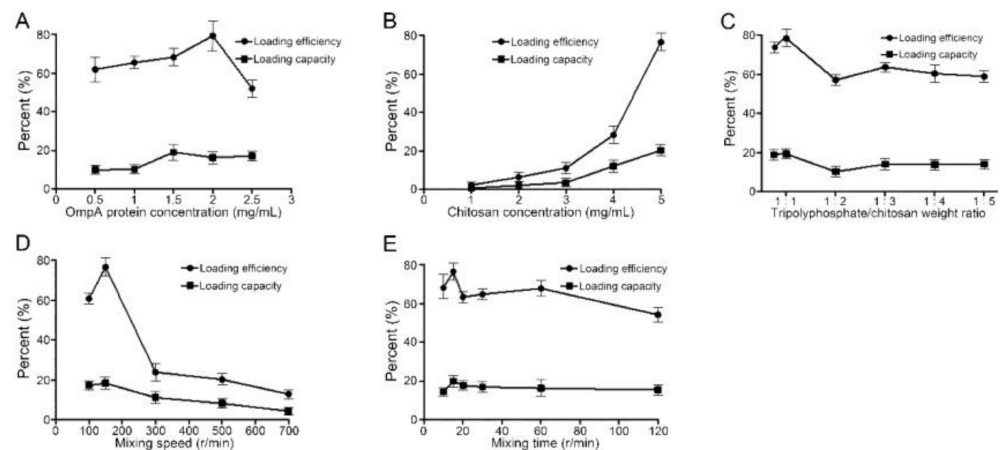 A
Percent (%)
80
60
40
20
0
Loading efficiency
Loading capacity
0 0.5 1 1.5 2 2.5 3
OmpA protein concentration (mg/mL)
B
Percent (%)
80
60
40
20
0
Loading efficiency
Loading capacity
0 1 2 3 4 5
Chitosan concentration (mg/mL)
C
Percent (%)
80
60
40
20
0
Loading efficiency
Loading capacity
1:1 1:2 1:3 1:4 1:5
Tripolyphosphate/chitosan weight ratio
D
Percent (%)
80
60
40
20
0
Loading efficiency
Loading capacity
100 200 300 400 500 600 700
Mixing speed (r/min)
E
Percent (%)
80
60
40
20
0
Loading efficiency
Loading capacity
0 20 40 60 80 100 120
Mixing time (r/min)